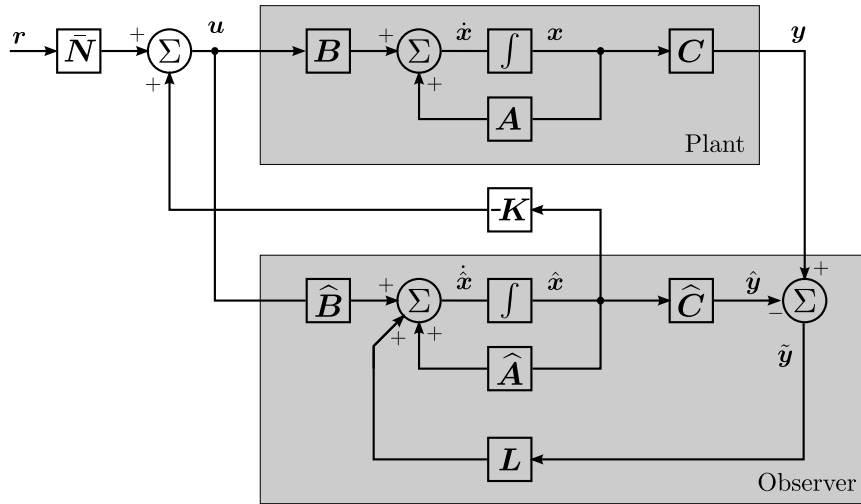 r
N̄
+
Σ
+
u
B
+
Σ
+
ẋ
∫
x
C
y
A
Plant
-K
B̂
+
Σ
+
+
x̂̇
∫
x̂
Ĉ
ŷ
−
+
Σ
Â
ỹ
L
Observer